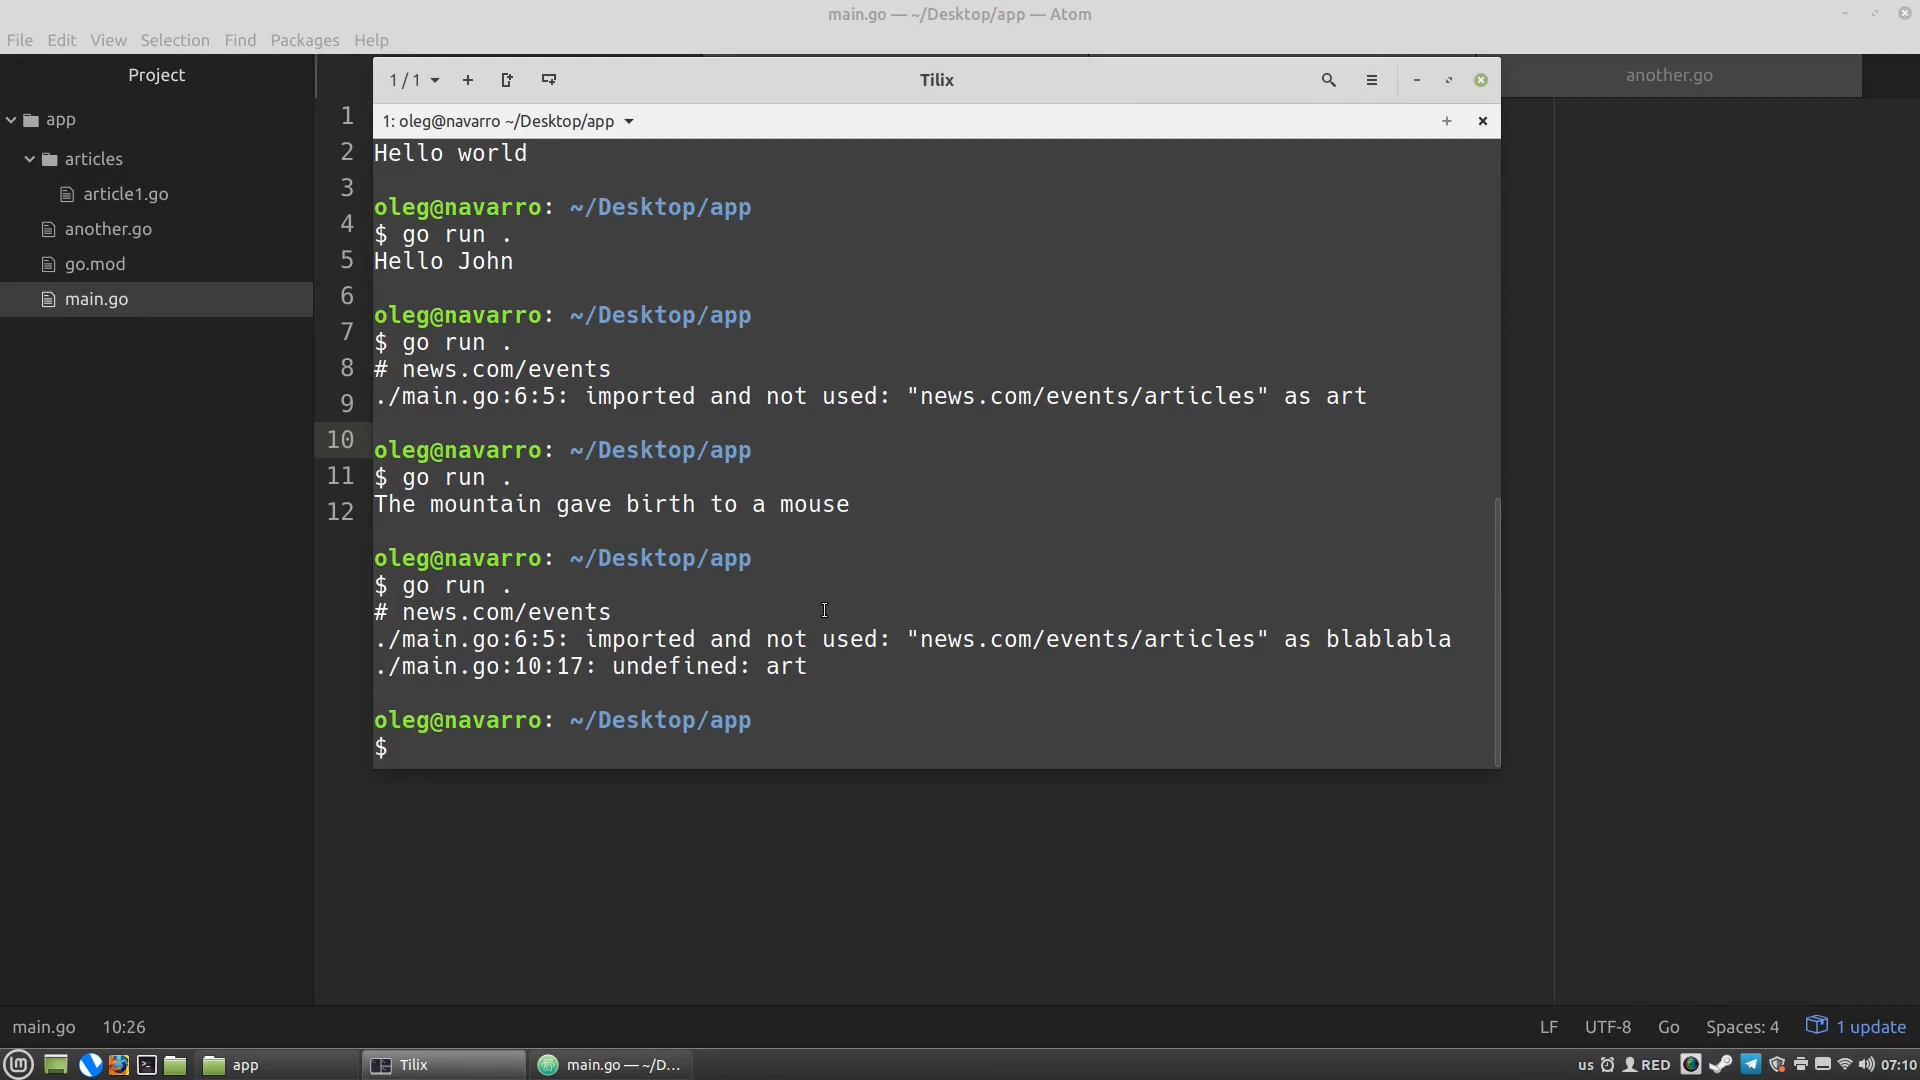 main.go — ~/Desktop/app — Atom
File Edit View Selection Find Packages Help
Project
app
articles
article1.go
another.go
go.mod
main.go
another.go
1 / 1
Tilix
1: oleg@navarro ~/Desktop/app
1
2
3
4
5
6
7
8
9
10
11
12
Hello world
oleg@navarro: ~/Desktop/app
$ go run .
Hello John
oleg@navarro: ~/Desktop/app
$ go run .
# news.com/events
./main.go:6:5: imported and not used: "news.com/events/articles" as art
oleg@navarro: ~/Desktop/app
$ go run .
The mountain gave birth to a mouse
oleg@navarro: ~/Desktop/app
$ go run .
# news.com/events
./main.go:6:5: imported and not used: "news.com/events/articles" as blablabla
./main.go:10:17: undefined: art
oleg@navarro: ~/Desktop/app
$
main.go 10:26
LF UTF-8 Go Spaces: 4 1 update
app Tilix main.go — ~/D...
us RED 07:10